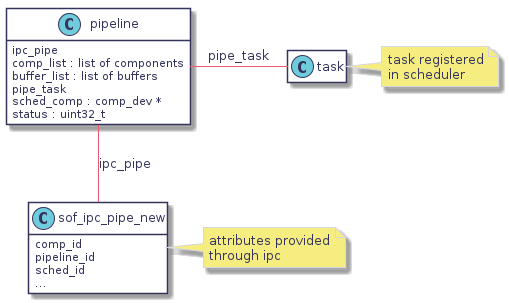 C pipeline
ipc_pipe
comp_list : list of components
buffer_list : list of buffers
pipe_task
sched_comp : comp_dev *
status : uint32_t
pipe_task
C task
task registered
in scheduler
ipc_pipe
C sof_ipc_pipe_new
comp_id
pipeline_id
sched_id
...
attributes provided
through ipc